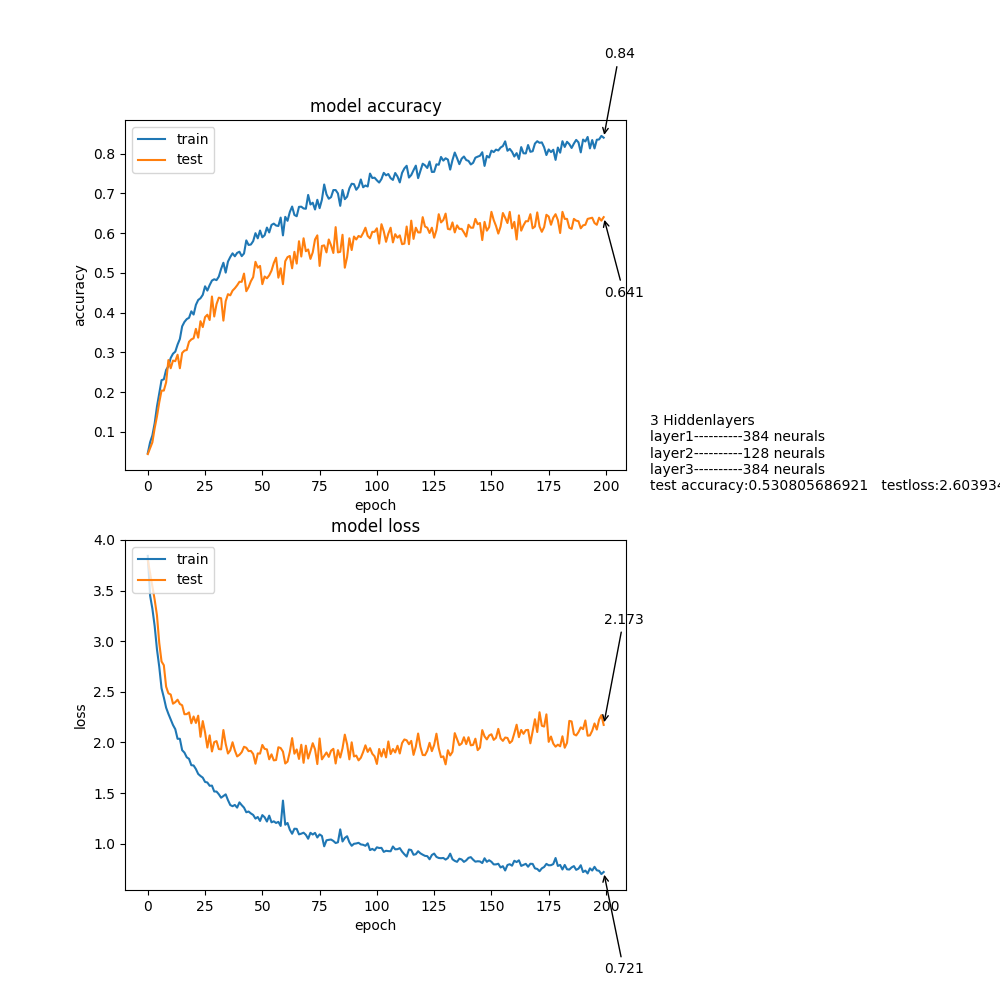 0.84
model accuracy
train
test
0.8
0.7
0.6
0.5
0.4
0.3
0.2
0.1
accuracy
0.641
0 25 50 75 100 125 150 175 200
epoch
3 Hiddenlayers
layer1----------384 neurals
layer2----------128 neurals
layer3----------384 neurals
test accuracy:0.530805686921 testloss:2.603934
model loss
train
test
4.0
3.5
3.0
2.5
2.0
1.5
1.0
loss
2.173
0 25 50 75 100 125 150 175 200
epoch
0.721